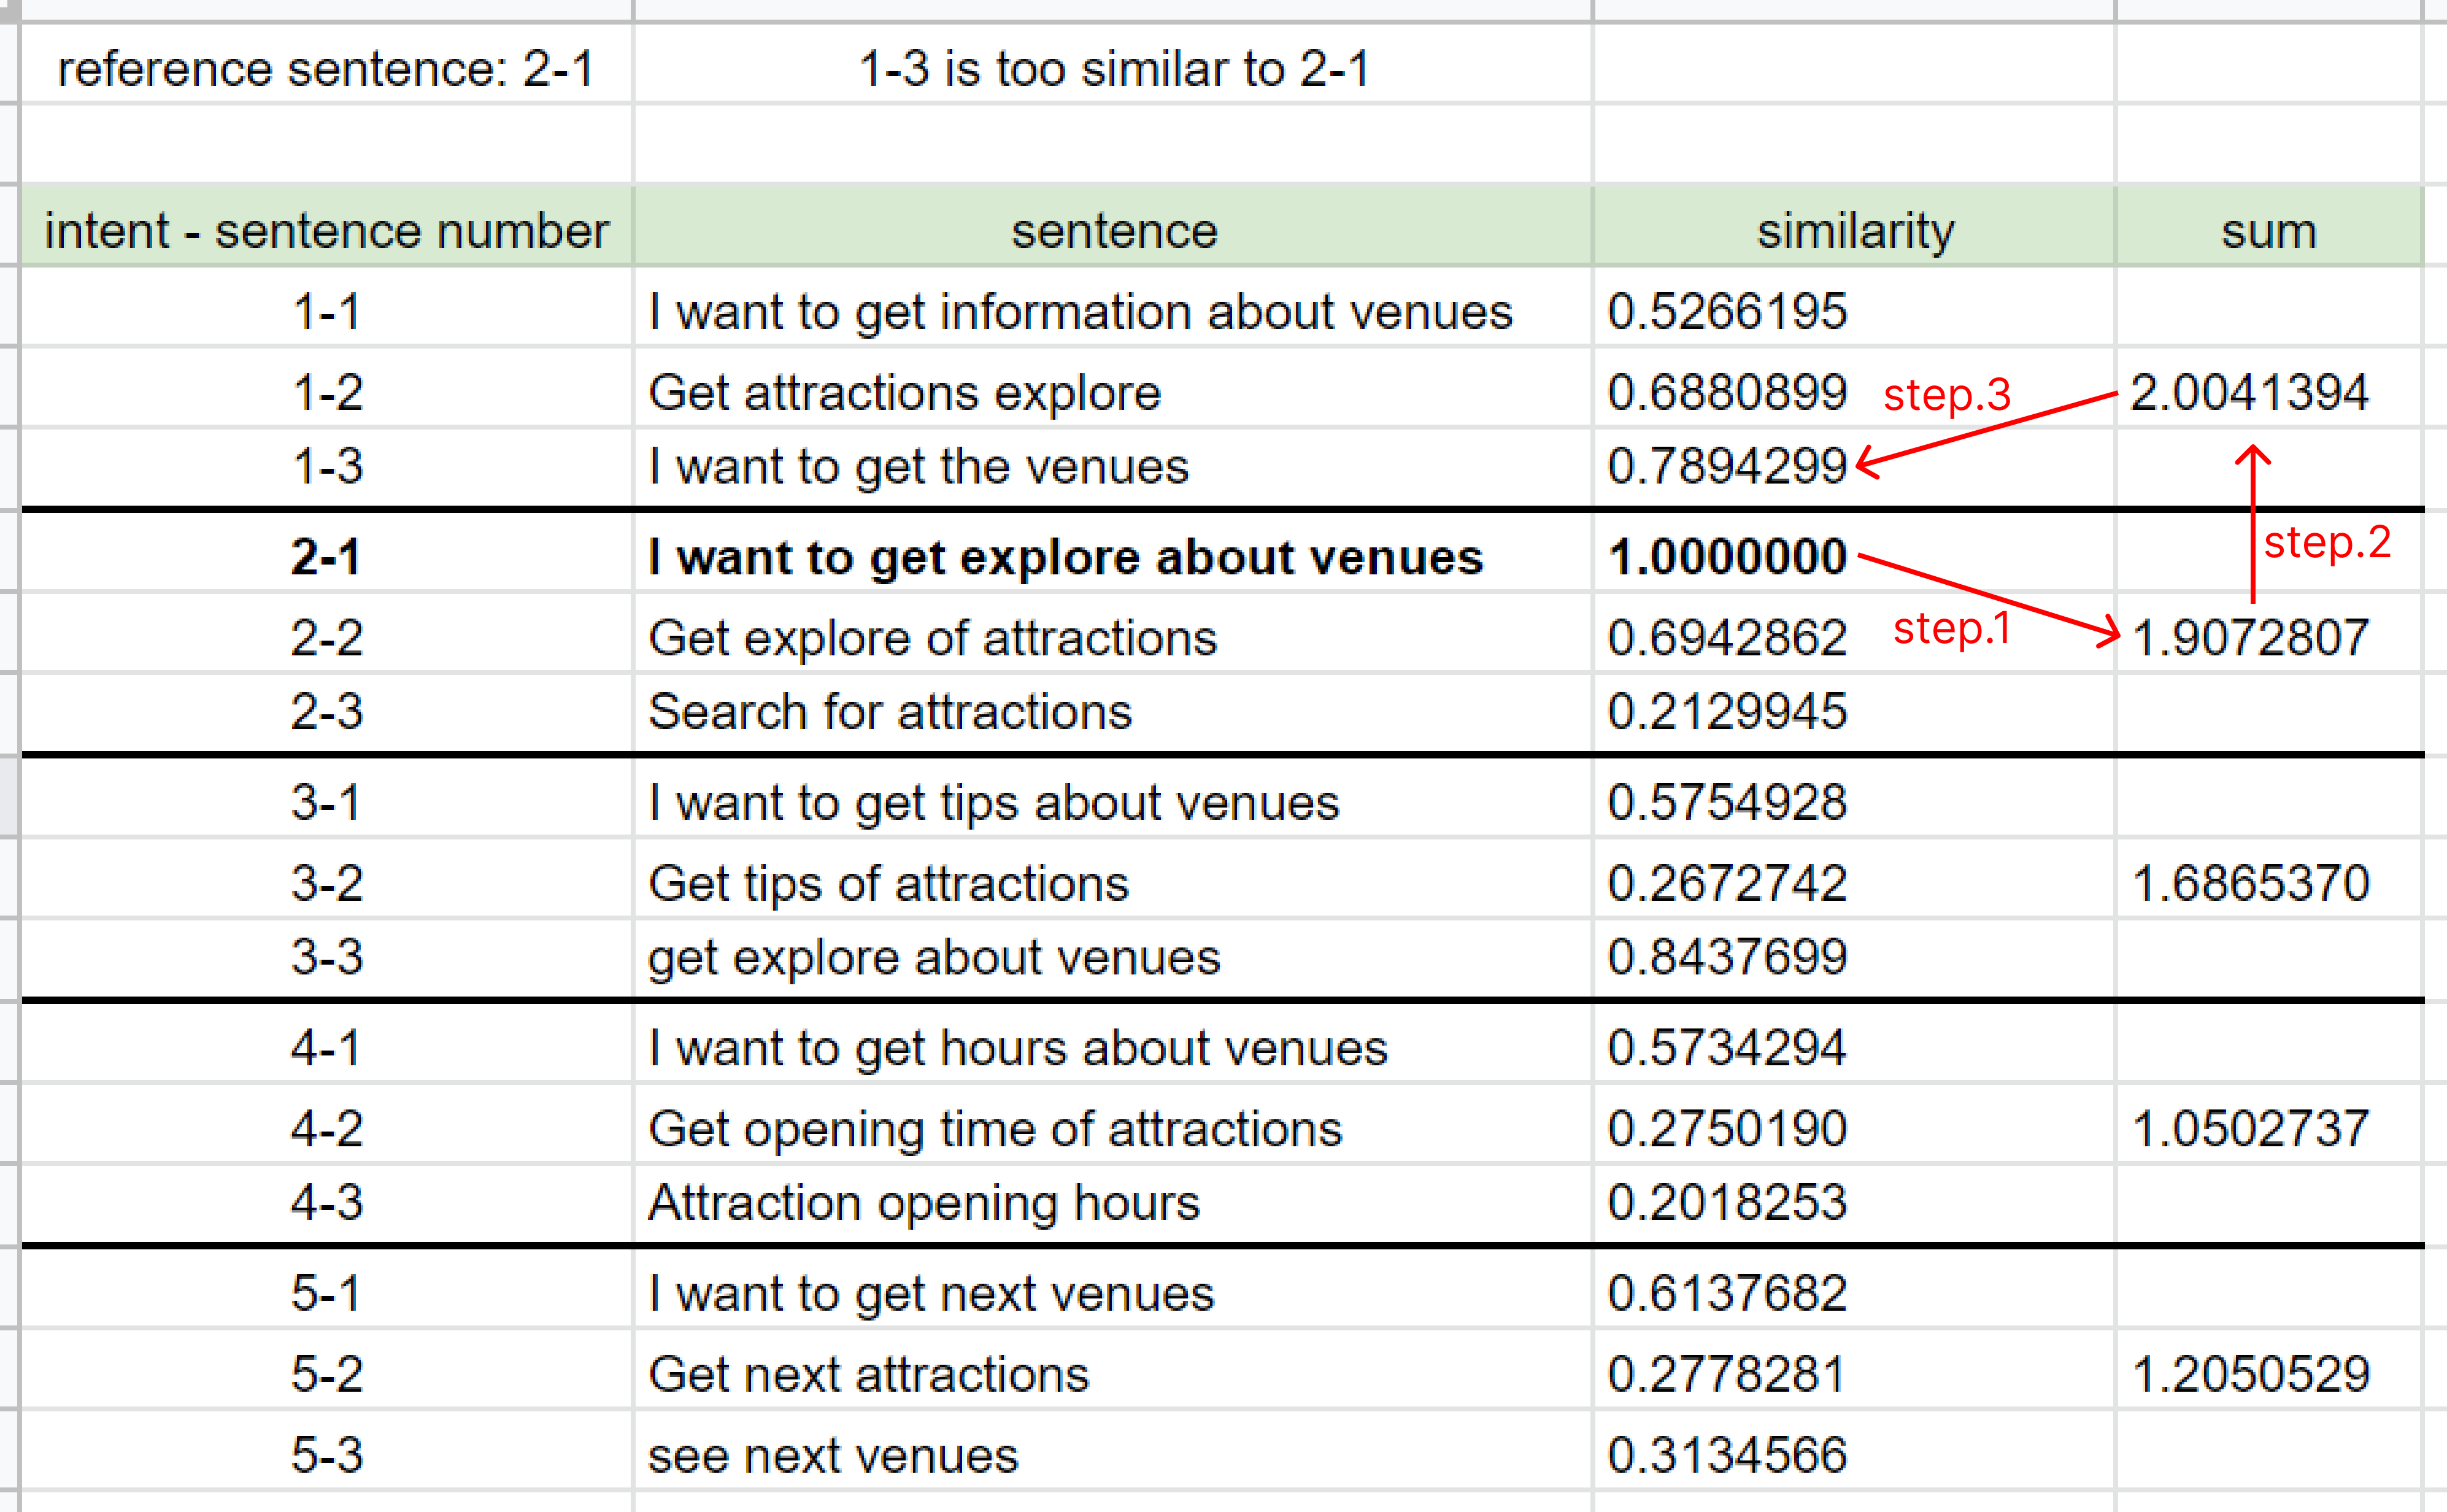 reference sentence: 2-1 1-3 is too similar to 2-1
intent - sentence number sentence similarity sum
1-1 I want to get information about venues 0.5266195
1-2 Get attractions explore 0.6880899 step.3 2.0041394
1-3 I want to get the venues 0.7894299
2-1 I want to get explore about venues 1.0000000 step.2
2-2 Get explore of attractions 0.6942862 step.1 1.9072807
2-3 Search for attractions 0.2129945
3-1 I want to get tips about venues 0.5754928
3-2 Get tips of attractions 0.2672742 1.6865370
3-3 get explore about venues 0.8437699
4-1 I want to get hours about venues 0.5734294
4-2 Get opening time of attractions 0.2750190 1.0502737
4-3 Attraction opening hours 0.2018253
5-1 I want to get next venues 0.6137682
5-2 Get next attractions 0.2778281 1.2050529
5-3 see next venues 0.3134566